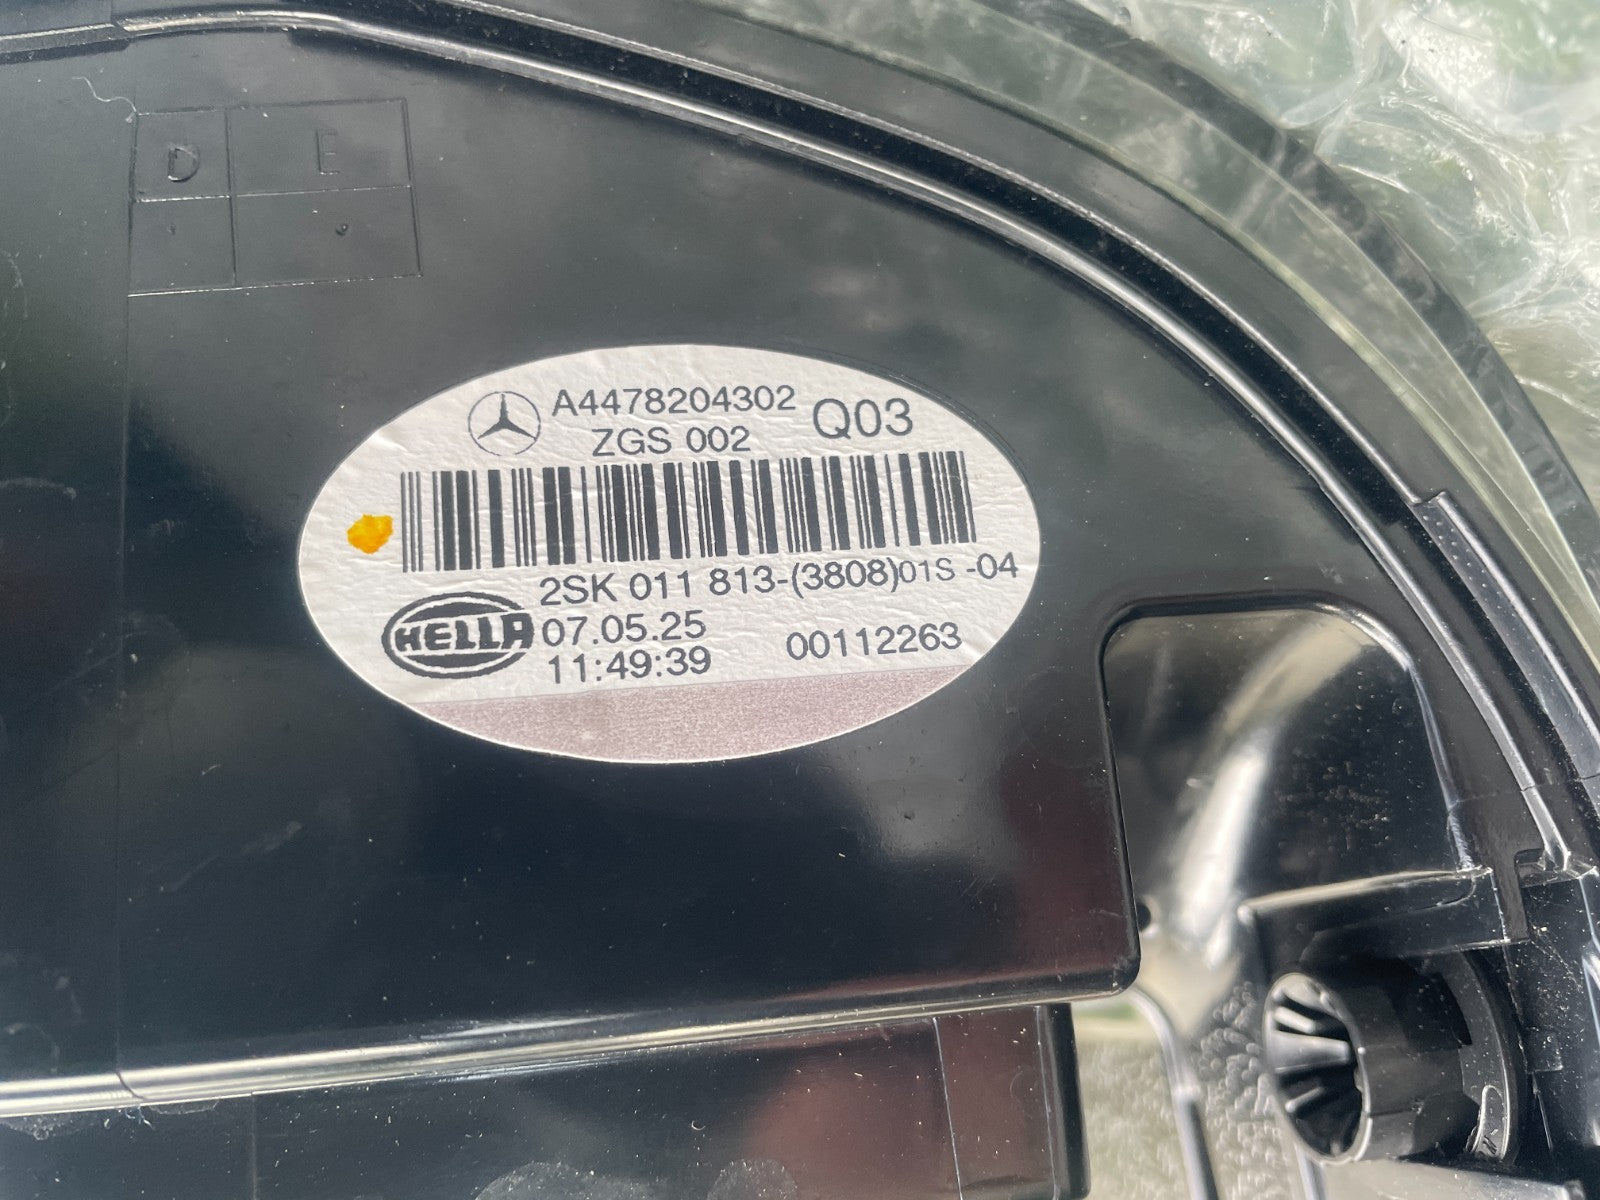 D E
A4478204302 Q03
ZGS 002
2SK 011 813-(3808)01S -04
HELLA 07.05.25 00112263
11:49:39